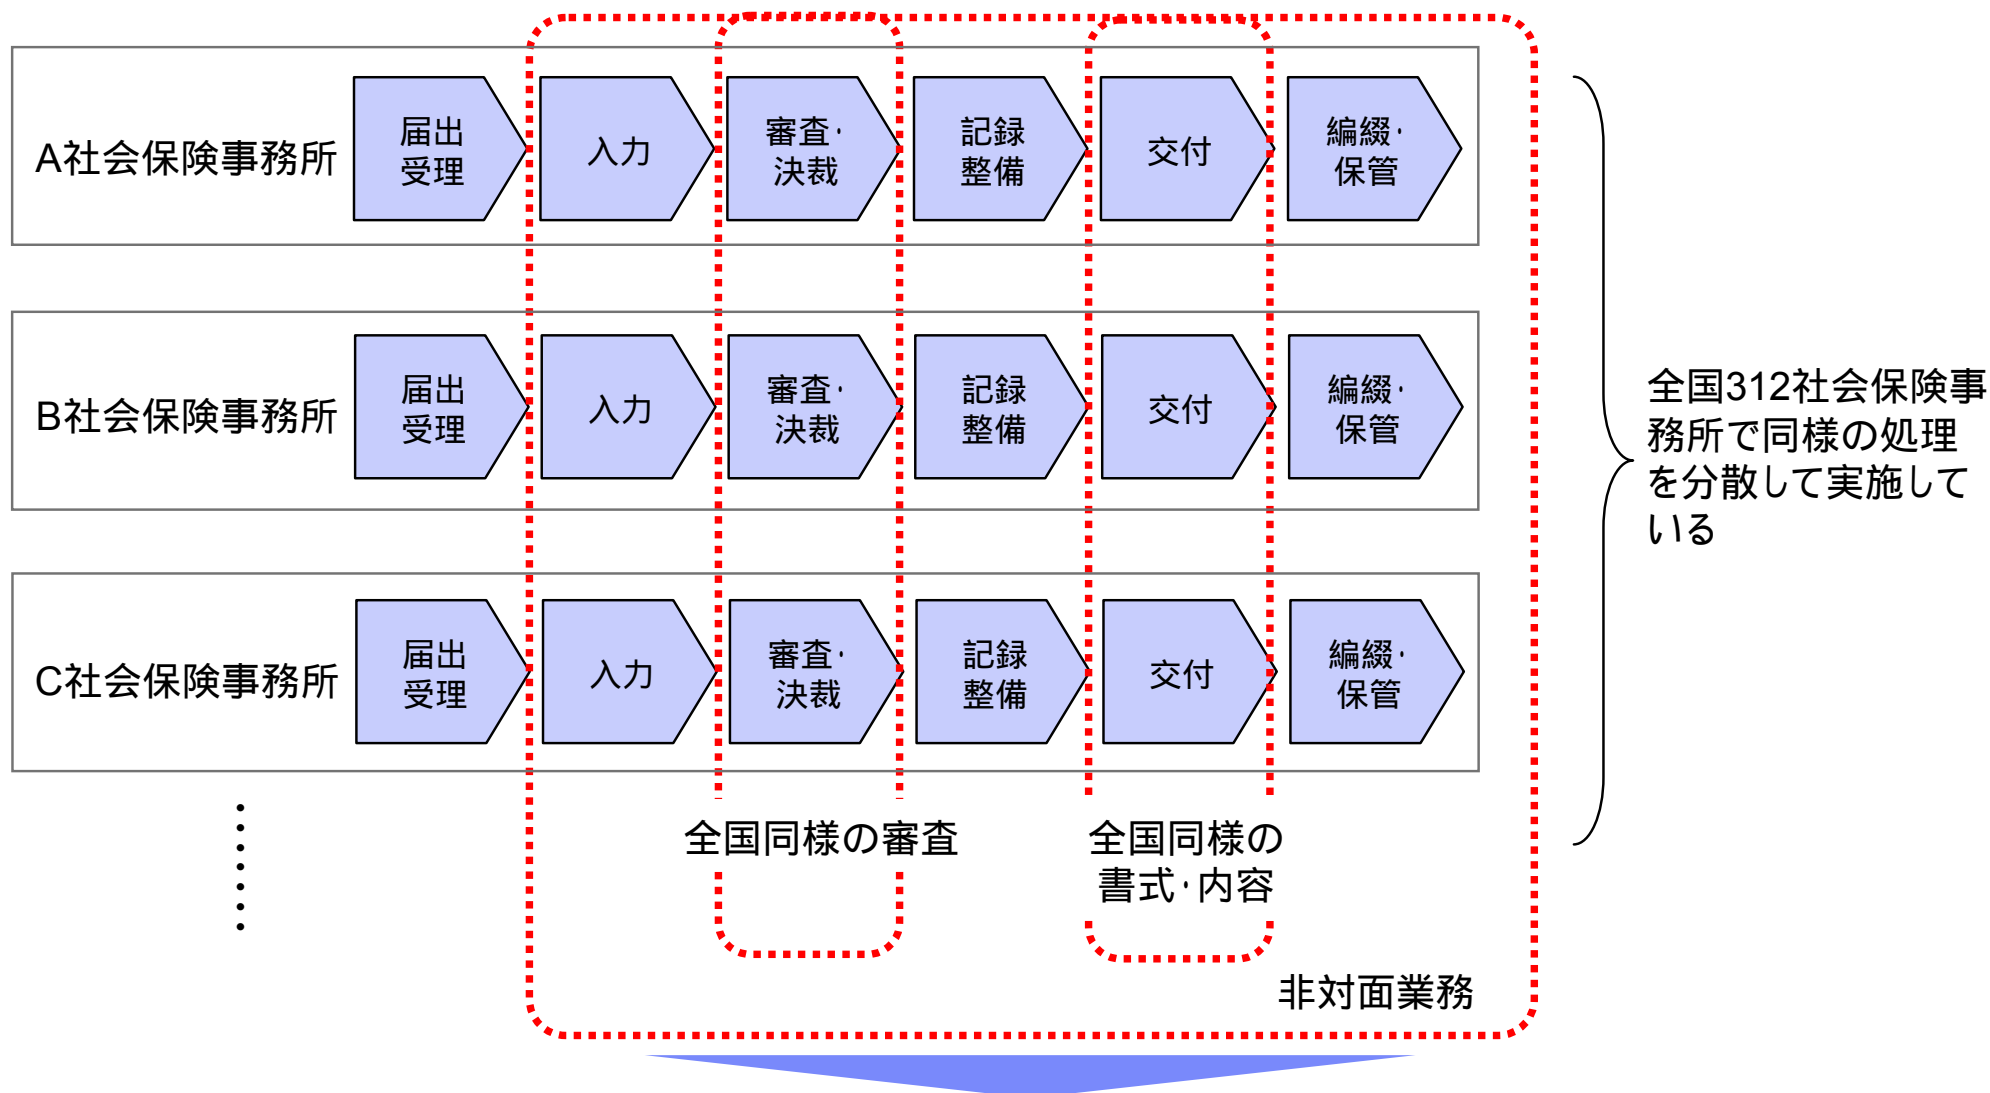 A社会保険事務所
届出
受理
入力
審査・
決裁
記録
整備
交付
編綴・
保管
B社会保険事務所
届出
受理
入力
審査・
決裁
記録
整備
交付
編綴・
保管
C社会保険事務所
届出
受理
入力
審査・
決裁
記録
整備
交付
編綴・
保管
全国312社会保険事
務所で同様の処理
を分散して実施して
いる
全国同様の審査
全国同様の
書式・内容
非対面業務